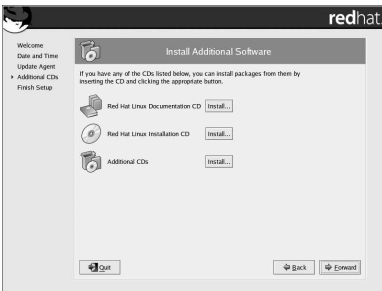 redhat.
Welcome
Date and Time
Update Agent
Additional CDs
Finish Setup
Install Additional Software
If you have any of the CDs listed below, you can install packages from them by
inserting the CD and clicking the appropriate button.
Red Hat Linux Documentation CD Install...
Red Hat Linux Installation CD Install...
Additional CDs Install...
Quit Back Forward